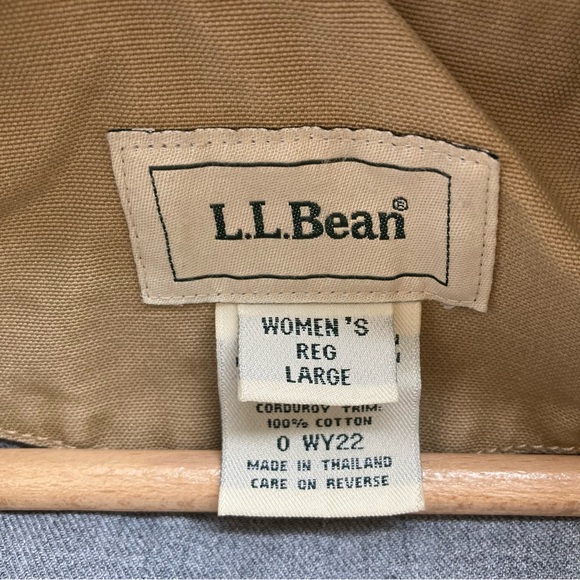 L.L.Bean®
WOMEN'S
REG
LARGE
CORDUROY TRIM:
100% COTTON
0 WY22
MADE IN THAILAND
CARE ON REVERSE